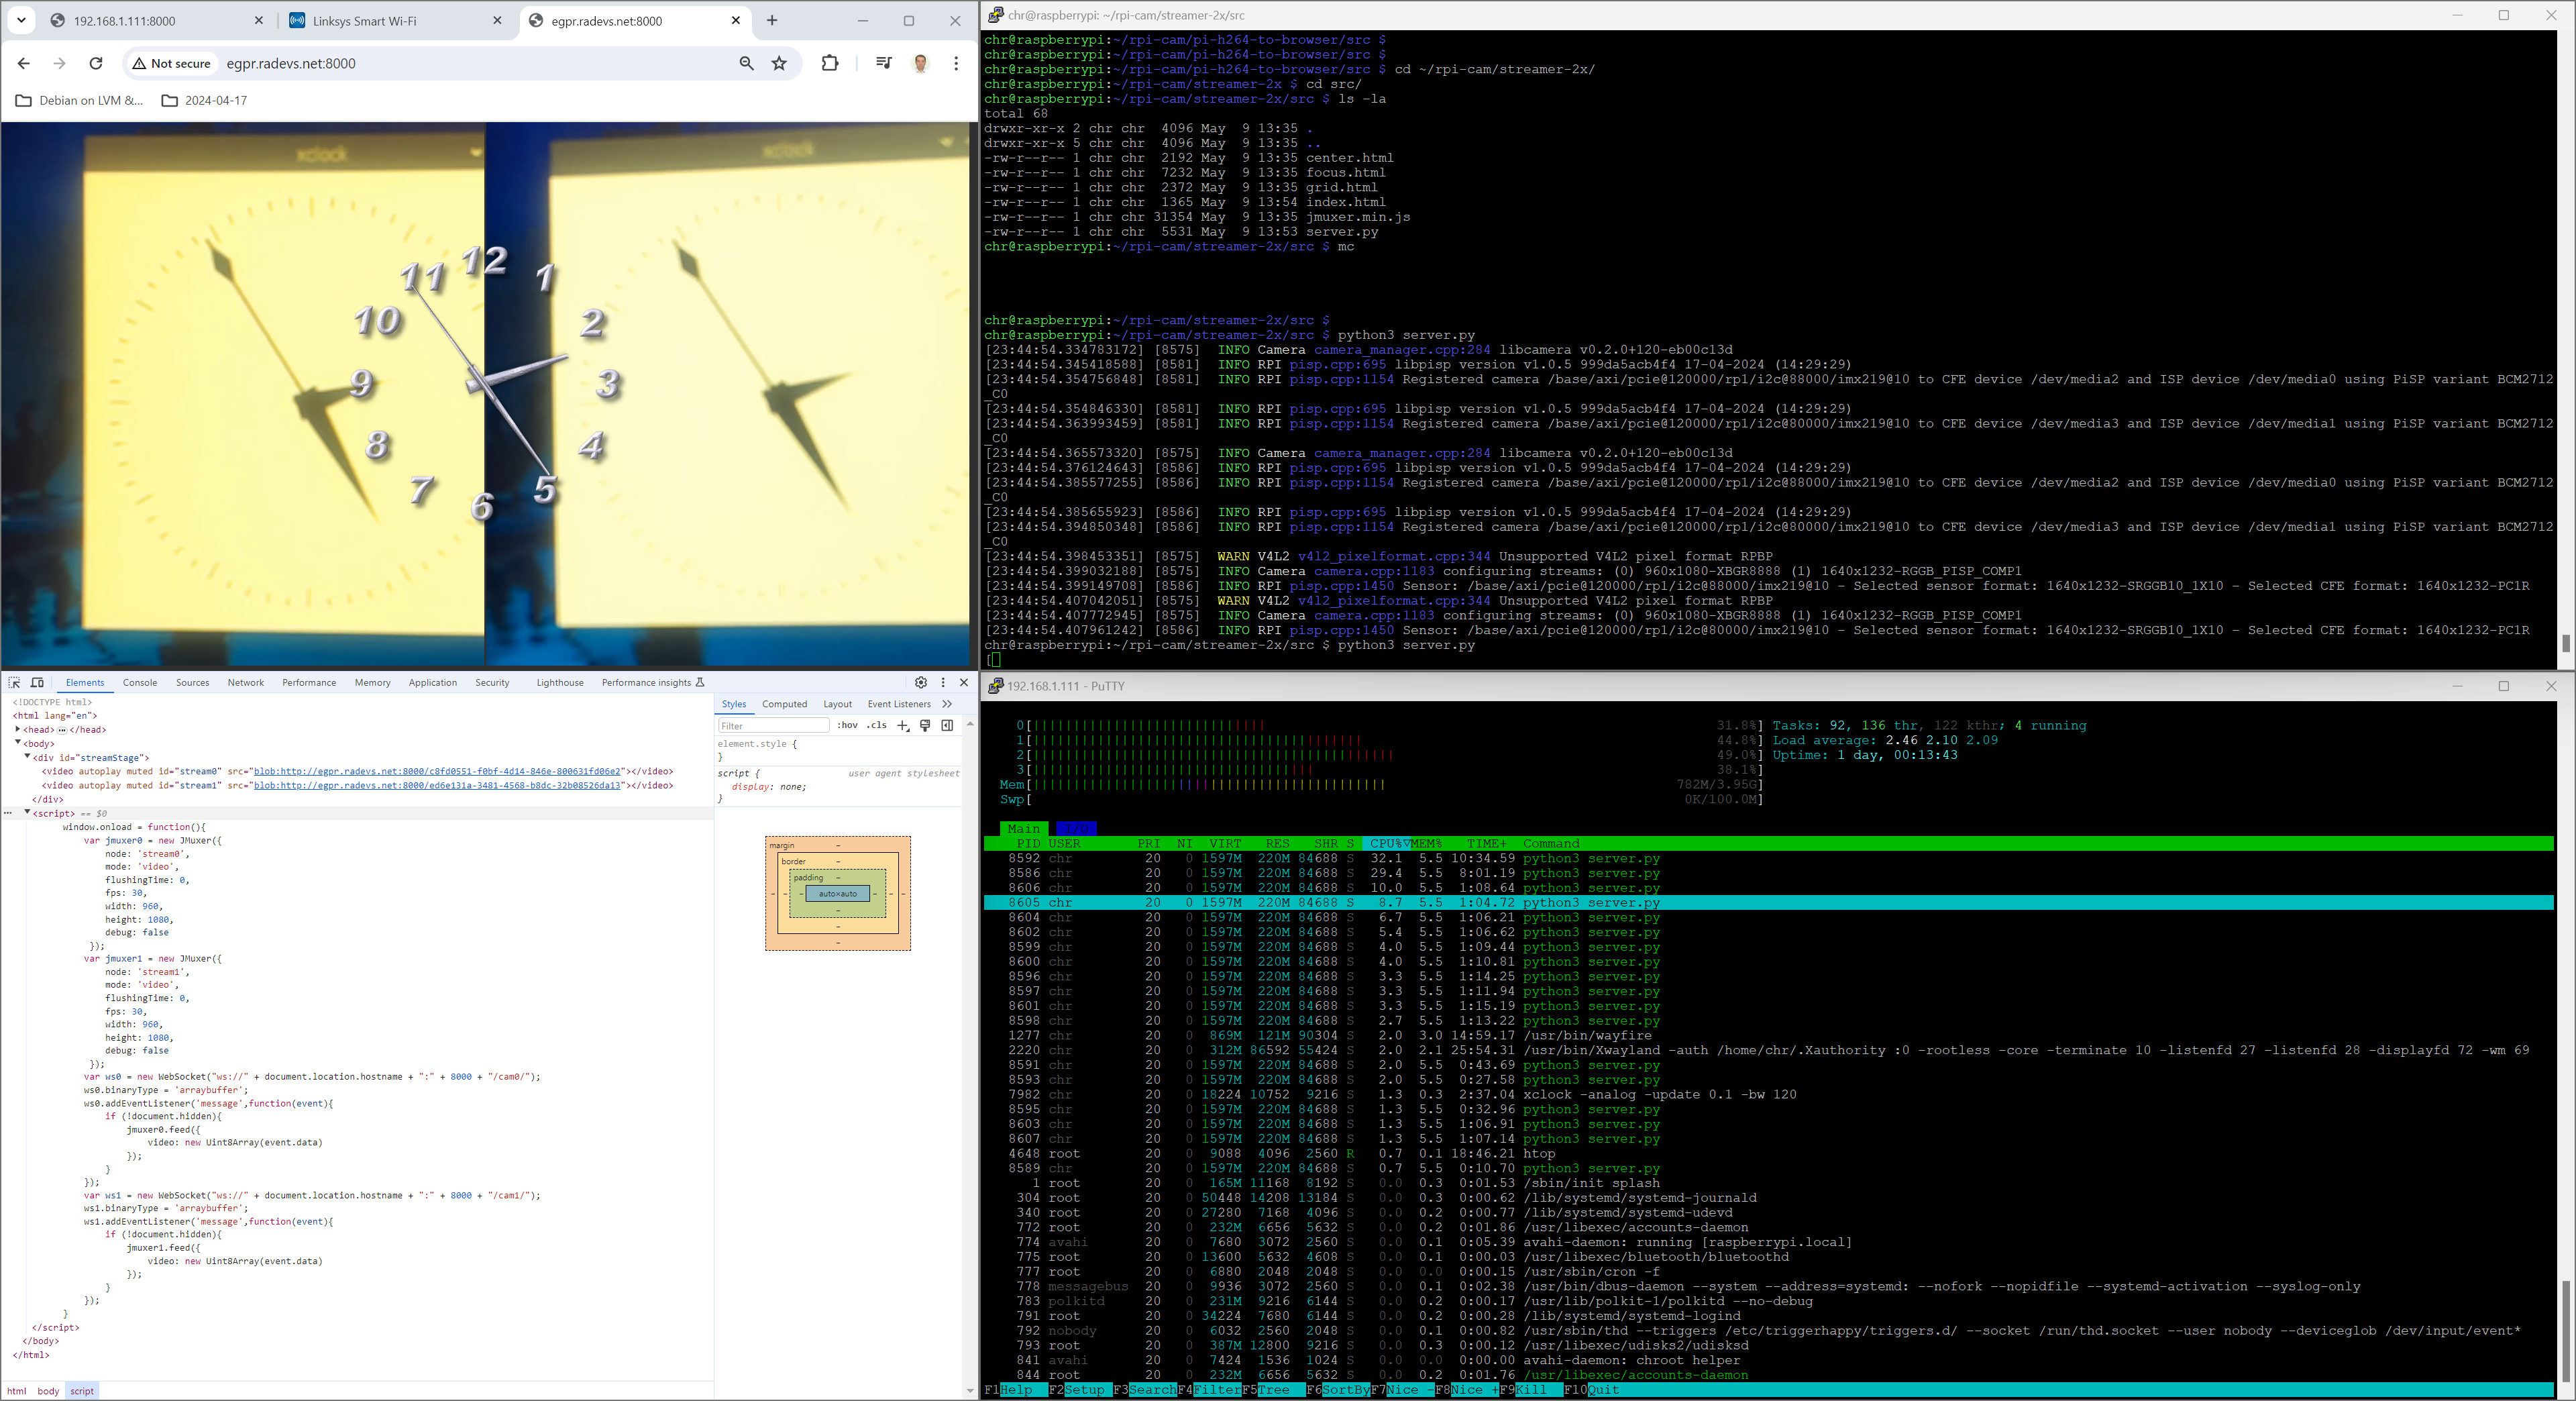 192.168.1.111:8000
Linksys Smart Wi-Fi
egpr.radevs.net:8000
Not secure
egpr.radevs.net:8000
Debian on LVM &...
2024-04-17
xclock
xclock
12
11
1
10
2
9
3
8
4
7
5
6
Elements Console Sources Network Performance Memory Application Security Lighthouse Performance insights
<!DOCTYPE html>
<html lang="en">
<head> </head>
<body>
<div id="streamStage">
<video autoplay muted id="stream0" src="blob:http://egpr.radevs.net:8000/c8fd0551-f0bf-4d14-846e-800631fd06e2"></video>
<video autoplay muted id="stream1" src="blob:http://egpr.radevs.net:8000/ed6e131a-3481-4568-b8dc-32b08526da13"></video>
</div>
<script> == $0
window.onload = function(){
var jmuxer0 = new JMuxer({
node: 'stream0',
mode: 'video',
flushingTime: 0,
fps: 30,
width: 960,
height: 1080,
debug: false
});
var jmuxer1 = new JMuxer({
node: 'stream1',
mode: 'video',
flushingTime: 0,
fps: 30,
width: 960,
height: 1080,
debug: false
});
var ws0 = new WebSocket("ws://" + document.location.hostname + ":" + 8000 + "/cam0/");
ws0.binaryType = 'arraybuffer';
ws0.addEventListener('message',function(event){
if (!document.hidden){
jmuxer0.feed({
video: new Uint8Array(event.data)
});
}
});
var ws1 = new WebSocket("ws://" + document.location.hostname + ":" + 8000 + "/cam1/");
ws1.binaryType = 'arraybuffer';
ws1.addEventListener('message',function(event){
if (!document.hidden){
jmuxer1.feed({
video: new Uint8Array(event.data)
});
}
});
}
</script>
</body>
</html>
html body script
Styles Computed Layout Event Listeners
Filter :hov .cls
element.style {
}
script { user agent stylesheet
display: none;
}
margin -
border -
padding -
- - - auto×auto - - -
-
-
-
chr@raspberrypi: ~/rpi-cam/streamer-2x/src
chr@raspberrypi:~/rpi-cam/pi-h264-to-browser/src $
chr@raspberrypi:~/rpi-cam/pi-h264-to-browser/src $
chr@raspberrypi:~/rpi-cam/pi-h264-to-browser/src $ cd ~/rpi-cam/streamer-2x/
chr@raspberrypi:~/rpi-cam/streamer-2x $ cd src/
chr@raspberrypi:~/rpi-cam/streamer-2x/src $ ls -la
total 68
drwxr-xr-x 2 chr chr 4096 May 9 13:35 .
drwxr-xr-x 5 chr chr 4096 May 9 13:35 ..
-rw-r--r-- 1 chr chr 2192 May 9 13:35 center.html
-rw-r--r-- 1 chr chr 7232 May 9 13:35 focus.html
-rw-r--r-- 1 chr chr 2372 May 9 13:35 grid.html
-rw-r--r-- 1 chr chr 1365 May 9 13:54 index.html
-rw-r--r-- 1 chr chr 31354 May 9 13:35 jmuxer.min.js
-rw-r--r-- 1 chr chr 5531 May 9 13:53 server.py
chr@raspberrypi:~/rpi-cam/streamer-2x/src $ mc
chr@raspberrypi:~/rpi-cam/streamer-2x/src $
chr@raspberrypi:~/rpi-cam/streamer-2x/src $ python3 server.py
[23:44:54.334783172] [8575] INFO Camera camera_manager.cpp:284 libcamera v0.2.0+120-eb00c13d
[23:44:54.345418588] [8581] INFO RPI pisp.cpp:695 libpisp version v1.0.5 999da5acb4f4 17-04-2024 (14:29:29)
[23:44:54.354756848] [8581] INFO RPI pisp.cpp:1154 Registered camera /base/axi/pcie@120000/rp1/i2c@88000/imx219@10 to CFE device /dev/media2 and ISP device /dev/media0 using PiSP variant BCM2712
_C0
[23:44:54.354846330] [8581] INFO RPI pisp.cpp:695 libpisp version v1.0.5 999da5acb4f4 17-04-2024 (14:29:29)
[23:44:54.363993459] [8581] INFO RPI pisp.cpp:1154 Registered camera /base/axi/pcie@120000/rp1/i2c@80000/imx219@10 to CFE device /dev/media3 and ISP device /dev/media1 using PiSP variant BCM2712
_C0
[23:44:54.365573320] [8575] INFO Camera camera_manager.cpp:284 libcamera v0.2.0+120-eb00c13d
[23:44:54.376124643] [8586] INFO RPI pisp.cpp:695 libpisp version v1.0.5 999da5acb4f4 17-04-2024 (14:29:29)
[23:44:54.385577255] [8586] INFO RPI pisp.cpp:1154 Registered camera /base/axi/pcie@120000/rp1/i2c@88000/imx219@10 to CFE device /dev/media2 and ISP device /dev/media0 using PiSP variant BCM2712
_C0
[23:44:54.385655923] [8586] INFO RPI pisp.cpp:695 libpisp version v1.0.5 999da5acb4f4 17-04-2024 (14:29:29)
[23:44:54.394850348] [8586] INFO RPI pisp.cpp:1154 Registered camera /base/axi/pcie@120000/rp1/i2c@80000/imx219@10 to CFE device /dev/media3 and ISP device /dev/media1 using PiSP variant BCM2712
_C0
[23:44:54.398453351] [8575] WARN V4L2 v4l2_pixelformat.cpp:344 Unsupported V4L2 pixel format RPBP
[23:44:54.399032188] [8575] INFO Camera camera.cpp:1183 configuring streams: (0) 960x1080-XBGR8888 (1) 1640x1232-RGGB_PISP_COMP1
[23:44:54.399149708] [8586] INFO RPI pisp.cpp:1450 Sensor: /base/axi/pcie@120000/rp1/i2c@88000/imx219@10 - Selected sensor format: 1640x1232-SRGGB10_1X10 - Selected CFE format: 1640x1232-PC1R
[23:44:54.407042051] [8575] WARN V4L2 v4l2_pixelformat.cpp:344 Unsupported V4L2 pixel format RPBP
[23:44:54.407772945] [8575] INFO Camera camera.cpp:1183 configuring streams: (0) 960x1080-XBGR8888 (1) 1640x1232-RGGB_PISP_COMP1
[23:44:54.407961242] [8586] INFO RPI pisp.cpp:1450 Sensor: /base/axi/pcie@120000/rp1/i2c@80000/imx219@10 - Selected sensor format: 1640x1232-SRGGB10_1X10 - Selected CFE format: 1640x1232-PC1R
chr@raspberrypi:~/rpi-cam/streamer-2x/src $ python3 server.py
[
192.168.1.111 - PuTTY
0[ 31.8%] Tasks: 92, 136 thr, 122 kthr; 4 running
1[ 44.8%] Load average: 2.46 2.10 2.09
2[ 49.0%] Uptime: 1 day, 00:13:43
3[ 38.1%]
Mem[ 782M/3.95G]
Swp[ 0K/100.0M]
Main I/O
PID USER PRI NI VIRT RES SHR S CPU%▽MEM% TIME+ Command
8592 chr 20 0 1597M 220M 84688 S 32.1 5.5 10:34.59 python3 server.py
8586 chr 20 0 1597M 220M 84688 S 29.4 5.5 8:01.19 python3 server.py
8606 chr 20 0 1597M 220M 84688 S 10.0 5.5 1:08.64 python3 server.py
8605 chr 20 0 1597M 220M 84688 S 8.7 5.5 1:04.72 python3 server.py
8604 chr 20 0 1597M 220M 84688 S 6.7 5.5 1:06.21 python3 server.py
8602 chr 20 0 1597M 220M 84688 S 5.4 5.5 1:06.62 python3 server.py
8599 chr 20 0 1597M 220M 84688 S 4.0 5.5 1:09.44 python3 server.py
8600 chr 20 0 1597M 220M 84688 S 4.0 5.5 1:10.81 python3 server.py
8596 chr 20 0 1597M 220M 84688 S 3.3 5.5 1:14.25 python3 server.py
8597 chr 20 0 1597M 220M 84688 S 3.3 5.5 1:11.94 python3 server.py
8601 chr 20 0 1597M 220M 84688 S 3.3 5.5 1:15.19 python3 server.py
8598 chr 20 0 1597M 220M 84688 S 2.7 5.5 1:13.22 python3 server.py
1277 chr 20 0 869M 121M 90304 S 2.0 3.0 14:59.17 /usr/bin/wayfire
2220 chr 20 0 312M 86592 55424 S 2.0 2.1 25:54.31 /usr/bin/Xwayland -auth /home/chr/.Xauthority :0 -rootless -core -terminate 10 -listenfd 27 -listenfd 28 -displayfd 72 -wm 69
8591 chr 20 0 1597M 220M 84688 S 2.0 5.5 0:43.69 python3 server.py
8593 chr 20 0 1597M 220M 84688 S 2.0 5.5 0:27.58 python3 server.py
7982 chr 20 0 18224 10752 9216 S 1.3 0.3 2:37.04 xclock -analog -update 0.1 -bw 120
8595 chr 20 0 1597M 220M 84688 S 1.3 5.5 0:32.96 python3 server.py
8603 chr 20 0 1597M 220M 84688 S 1.3 5.5 1:06.91 python3 server.py
8607 chr 20 0 1597M 220M 84688 S 1.3 5.5 1:07.14 python3 server.py
4648 root 20 0 9088 4096 2560 R 0.7 0.1 18:46.21 htop
8589 chr 20 0 1597M 220M 84688 S 0.7 5.5 0:10.70 python3 server.py
1 root 20 0 165M 11168 8192 S 0.0 0.3 0:01.53 /sbin/init splash
304 root 20 0 50448 14208 13184 S 0.0 0.3 0:00.62 /lib/systemd/systemd-journald
340 root 20 0 27280 7168 4096 S 0.0 0.2 0:00.77 /lib/systemd/systemd-udevd
772 root 20 0 232M 6656 5632 S 0.0 0.2 0:01.86 /usr/libexec/accounts-daemon
774 avahi 20 0 7680 3072 2560 S 0.0 0.1 0:05.39 avahi-daemon: running [raspberrypi.local]
775 root 20 0 13600 5632 4608 S 0.0 0.1 0:00.03 /usr/libexec/bluetooth/bluetoothd
777 root 20 0 6880 2048 2048 S 0.0 0.0 0:00.15 /usr/sbin/cron -f
778 messagebus 20 0 9936 3072 2560 S 0.0 0.1 0:02.38 /usr/bin/dbus-daemon --system --address=systemd: --nofork --nopidfile --systemd-activation --syslog-only
783 polkitd 20 0 231M 9216 6144 S 0.0 0.2 0:00.17 /usr/lib/polkit-1/polkitd --no-debug
791 root 20 0 34224 7680 6144 S 0.0 0.2 0:00.28 /lib/systemd/systemd-logind
792 nobody 20 0 6032 2560 2048 S 0.0 0.1 0:00.82 /usr/sbin/thd --triggers /etc/triggerhappy/triggers.d/ --socket /run/thd.socket --user nobody --deviceglob /dev/input/event*
793 root 20 0 387M 12800 9216 S 0.0 0.3 0:00.12 /usr/libexec/udisks2/udisksd
841 avahi 20 0 7424 1536 1024 S 0.0 0.0 0:00.00 avahi-daemon: chroot helper
844 root 20 0 232M 6656 5632 S 0.0 0.2 0:01.76 /usr/libexec/accounts-daemon
F1Help F2Setup F3SearchF4FilterF5Tree F6SortByF7Nice -F8Nice +F9Kill F10Quit